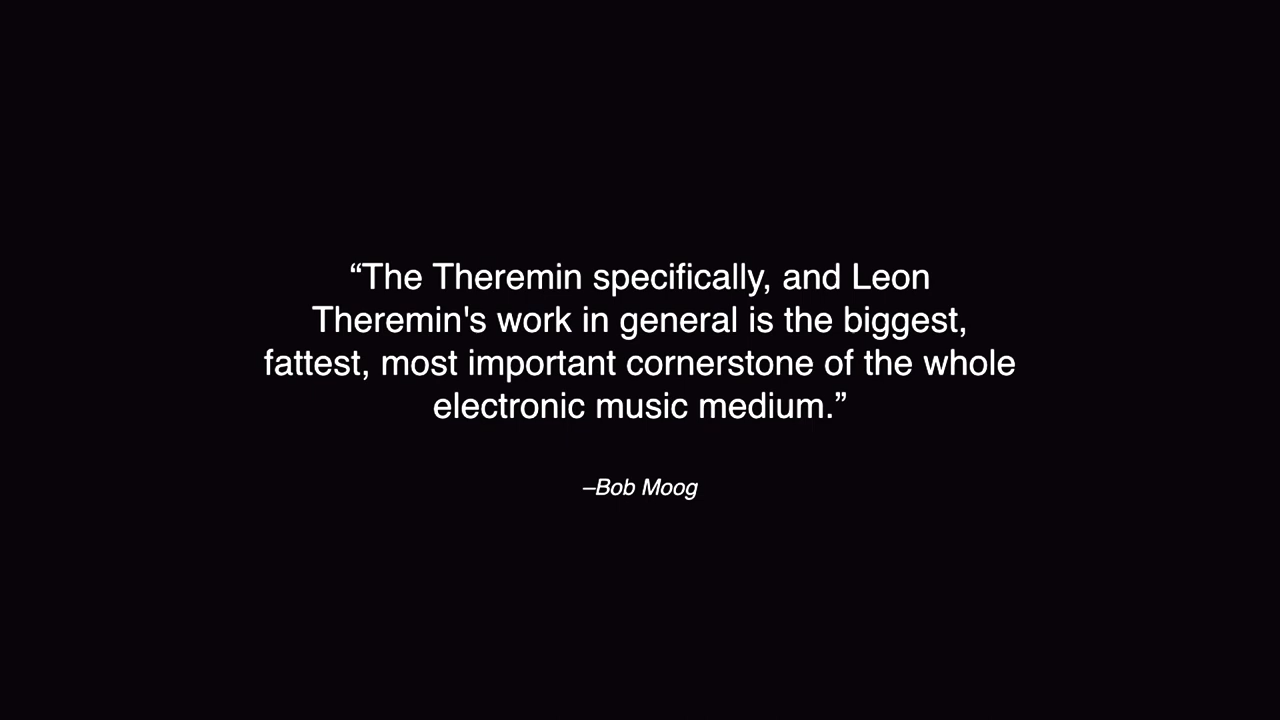 “The Theremin specifically, and Leon
Theremin's work in general is the biggest,
fattest, most important cornerstone of the whole
electronic music medium.”
–Bob Moog